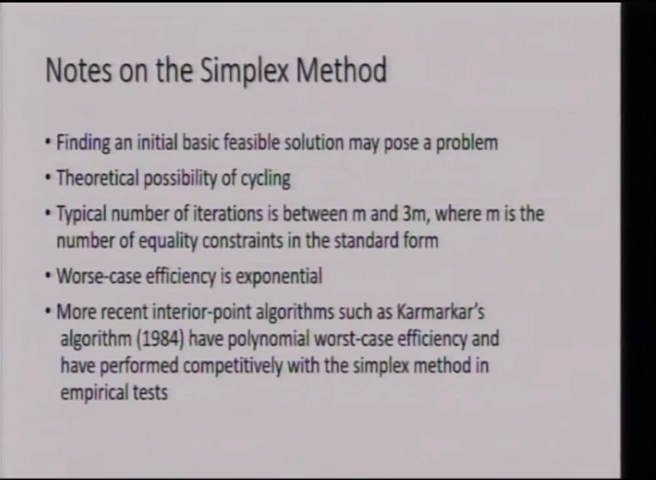 Notes on the Simplex Method
• Finding an initial basic feasible solution may pose a problem
• Theoretical possibility of cycling
• Typical number of iterations is between m and 3m, where m is the
number of equality constraints in the standard form
• Worse-case efficiency is exponential
• More recent interior-point algorithms such as Karmarkar's
algorithm (1984) have polynomial worst-case efficiency and
have performed competitively with the simplex method in
empirical tests